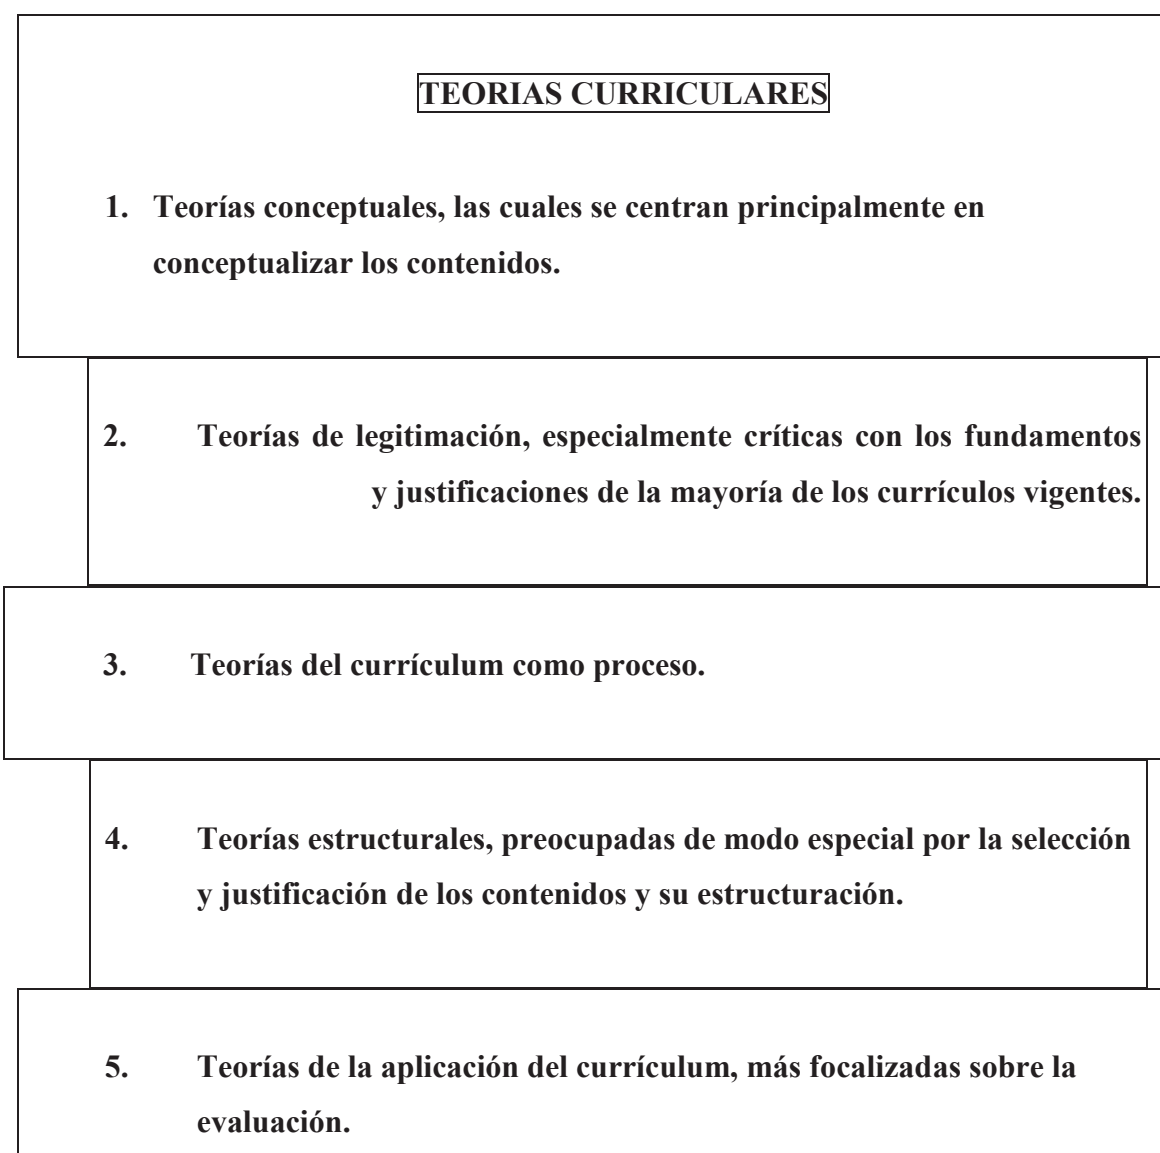 TEORIAS CURRICULARES
1. Teorías conceptuales, las cuales se centran principalmente en
conceptualizar los contenidos.
2. Teorías de legitimación, especialmente críticas con los fundamentos
y justificaciones de la mayoría de los currículos vigentes.
3. Teorías del currículum como proceso.
4. Teorías estructurales, preocupadas de modo especial por la selección
y justificación de los contenidos y su estructuración.
5. Teorías de la aplicación del currículum, más focalizadas sobre la
evaluación.